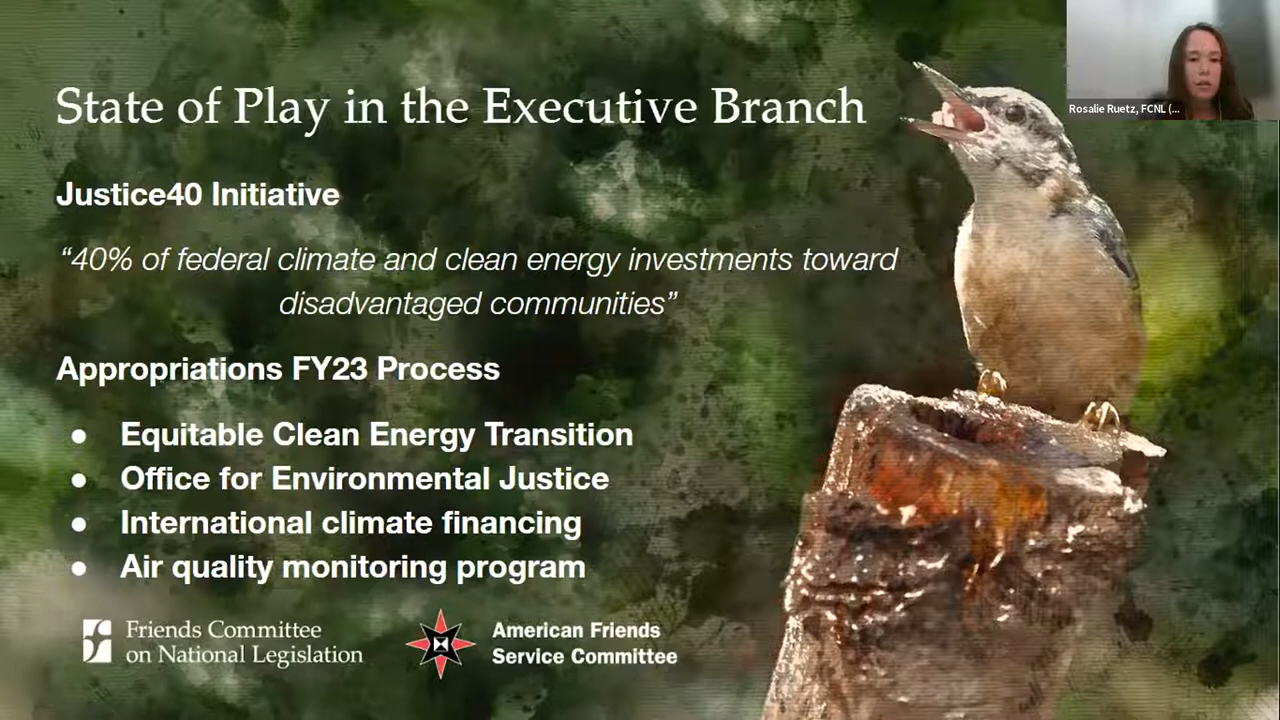 State of Play in the Executive Branch
Rosalie Ruetz, FCNL (...
Justice40 Initiative
“40% of federal climate and clean energy investments toward
disadvantaged communities”
Appropriations FY23 Process
● Equitable Clean Energy Transition
● Office for Environmental Justice
● International climate financing
● Air quality monitoring program
Friends Committee
on National Legislation
American Friends
Service Committee